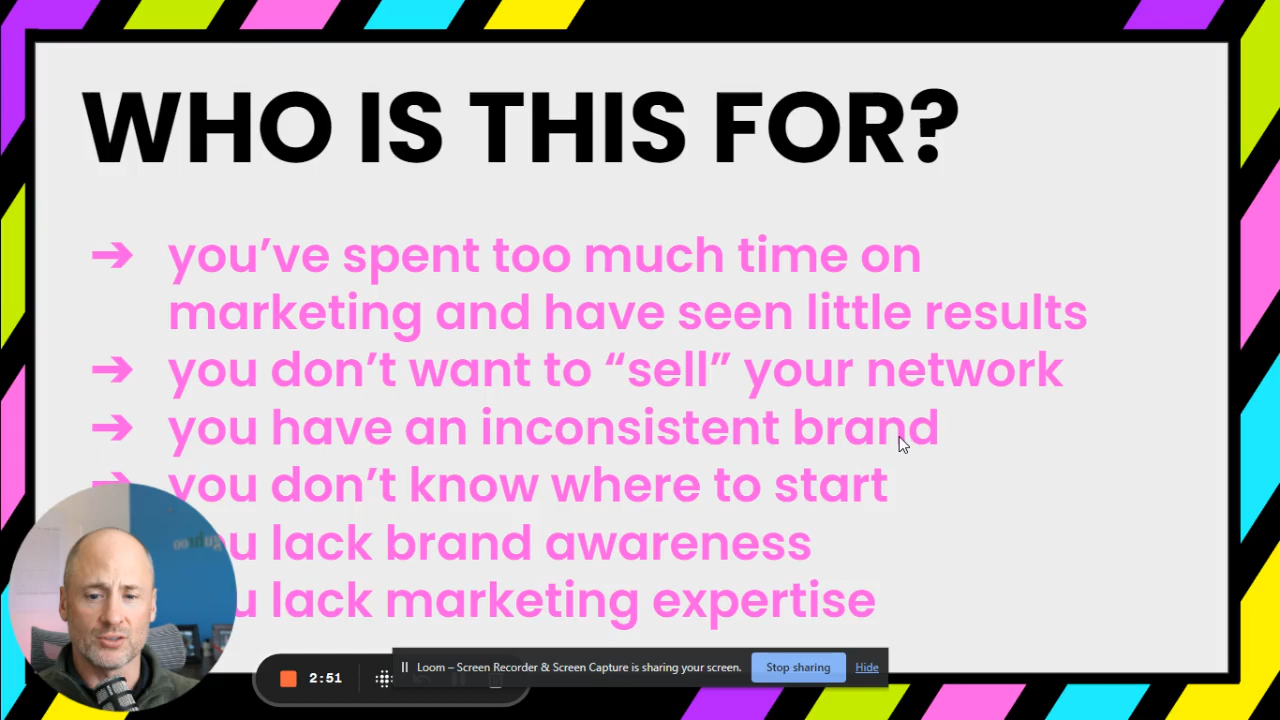 WHO IS THIS FOR?
➔ you’ve spent too much time on
marketing and have seen little results
➔ you don’t want to “sell” your network
➔ you have an inconsistent brand
➔ you don’t know where to start
u lack brand awareness
u lack marketing expertise
2:51
Loom – Screen Recorder & Screen Capture is sharing your screen.
Stop sharing
Hide